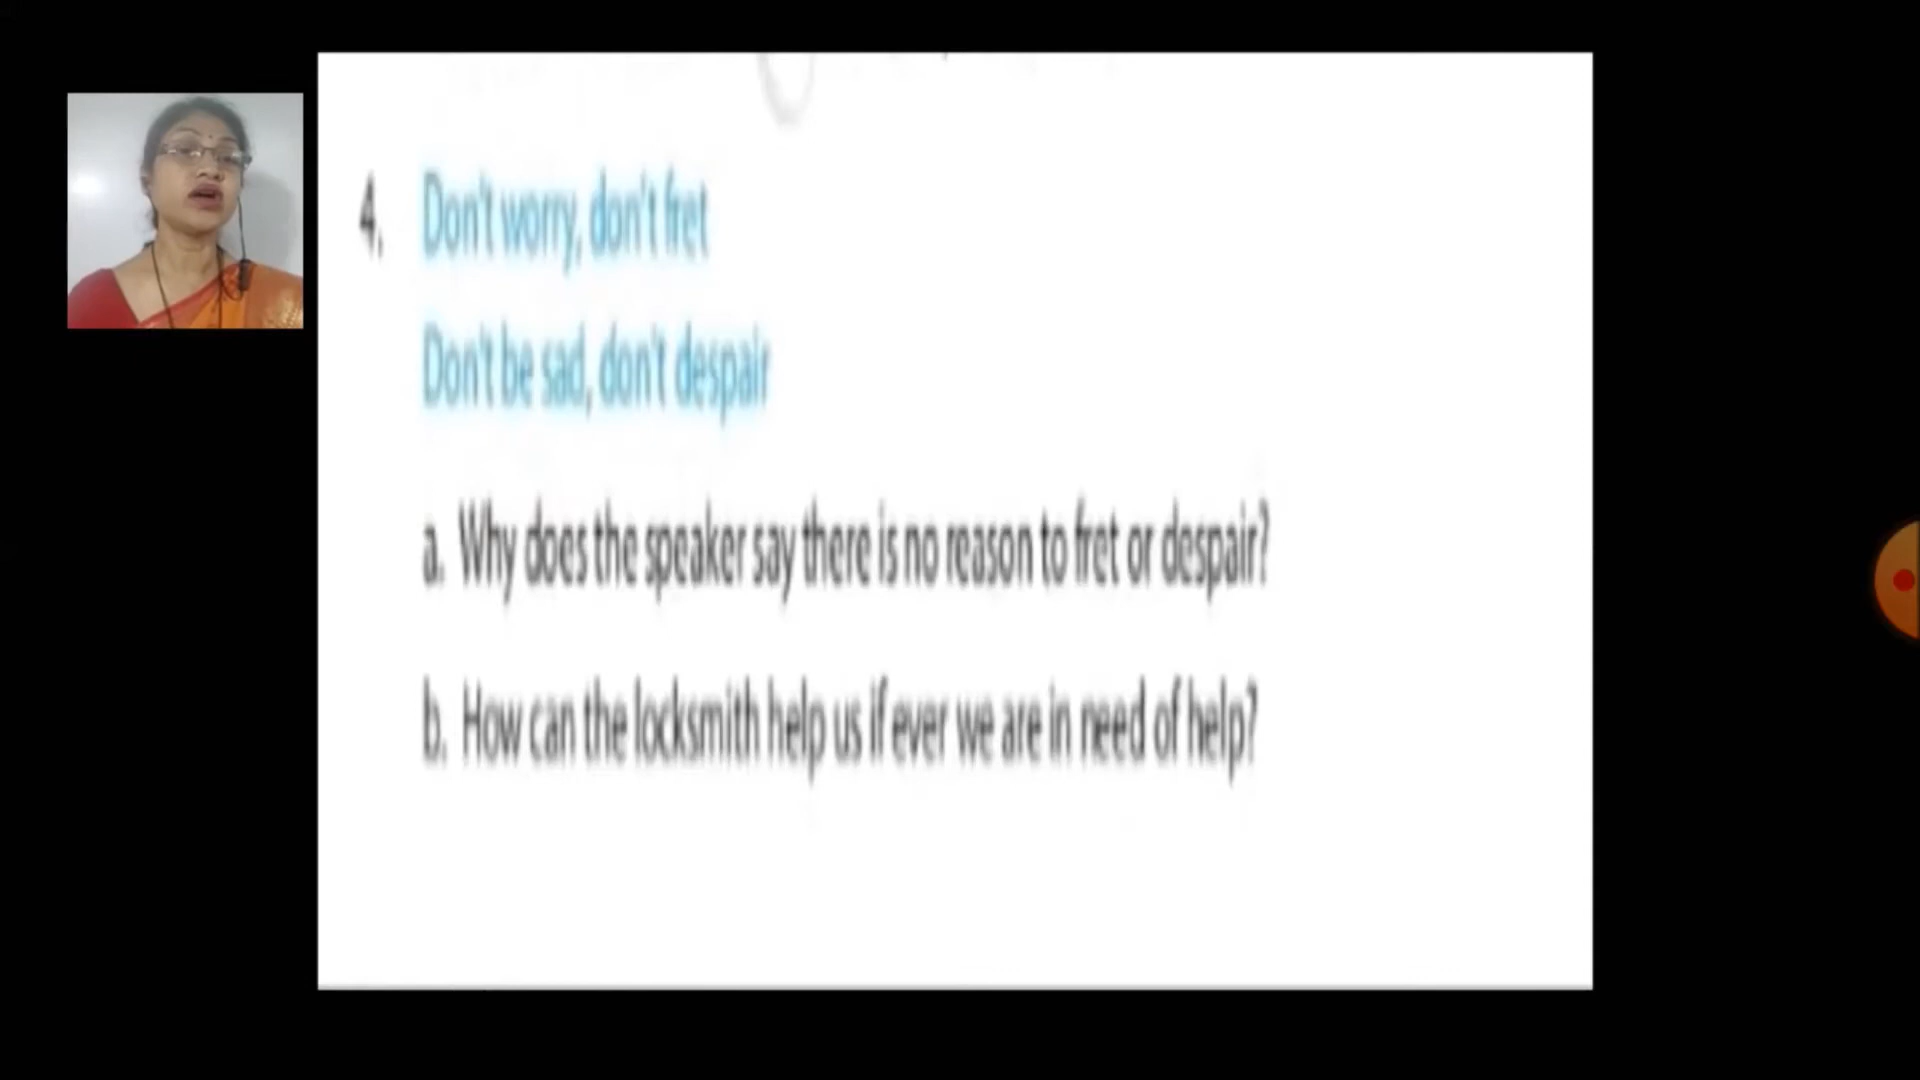 4. Don't worry, don't fret
Don't be sad, don't despair
a. Why does the speaker say there is no reason to fret or despair?
b. How can the locksmith help us if ever we are in need of help?